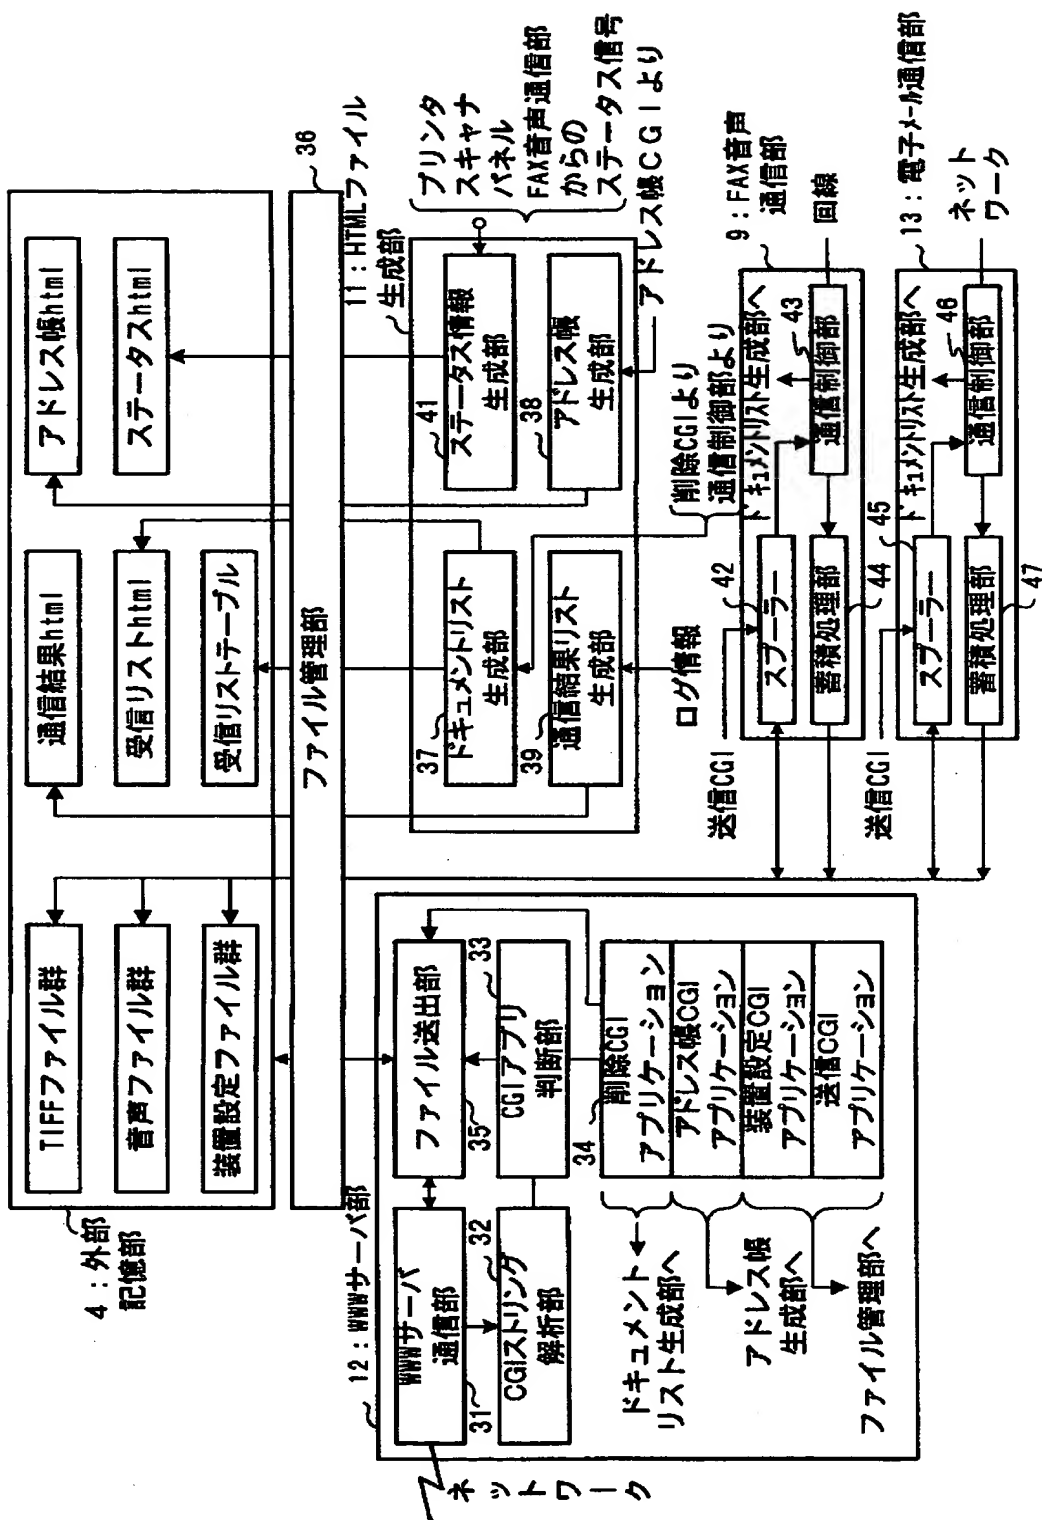 4：外部
記憶部
TIFFファイル群
音声ファイル群
装置設定ファイル群
通信結果html
受信リストhtml
受信リストテーブル
アドレス帳html
ステータスhtml
ファイル管理部
36
12：WWWサーバ部
WWWサーバ
通信部
31
CGIストリング
解析部
32
ファイル送出部
35
CGIアプリ
判断部
33
34
削除CGI
アプリケーション
アドレス帳CGI
アプリケーション
装置設定CGI
アプリケーション
送信CGI
アプリケーション
ドキュメント
リスト生成部へ
アドレス帳
生成部へ
ファイル管理部へ
ネットワーク
11：HTMLファイル
生成部
37
ドキュメントリスト
生成部
39
通信結果リスト
生成部
41
ステータス情報
生成部
38
アドレス帳
生成部
プリンタ
スキャナ
パネル
FAX音声通信部
からの
ステータス信号
アドレス帳CGIより
削除CGIより
通信制御部より
ログ情報
送信CGI
42
スプーラー
ドキュメントリスト生成部へ
43
通信制御部
蓄積処理部
44
9：FAX音声
通信部
回線
送信CGI
45
スプーラー
ドキュメントリスト生成部へ
46
通信制御部
蓄積処理部
47
13：電子メール通信部
ネット
ワーク